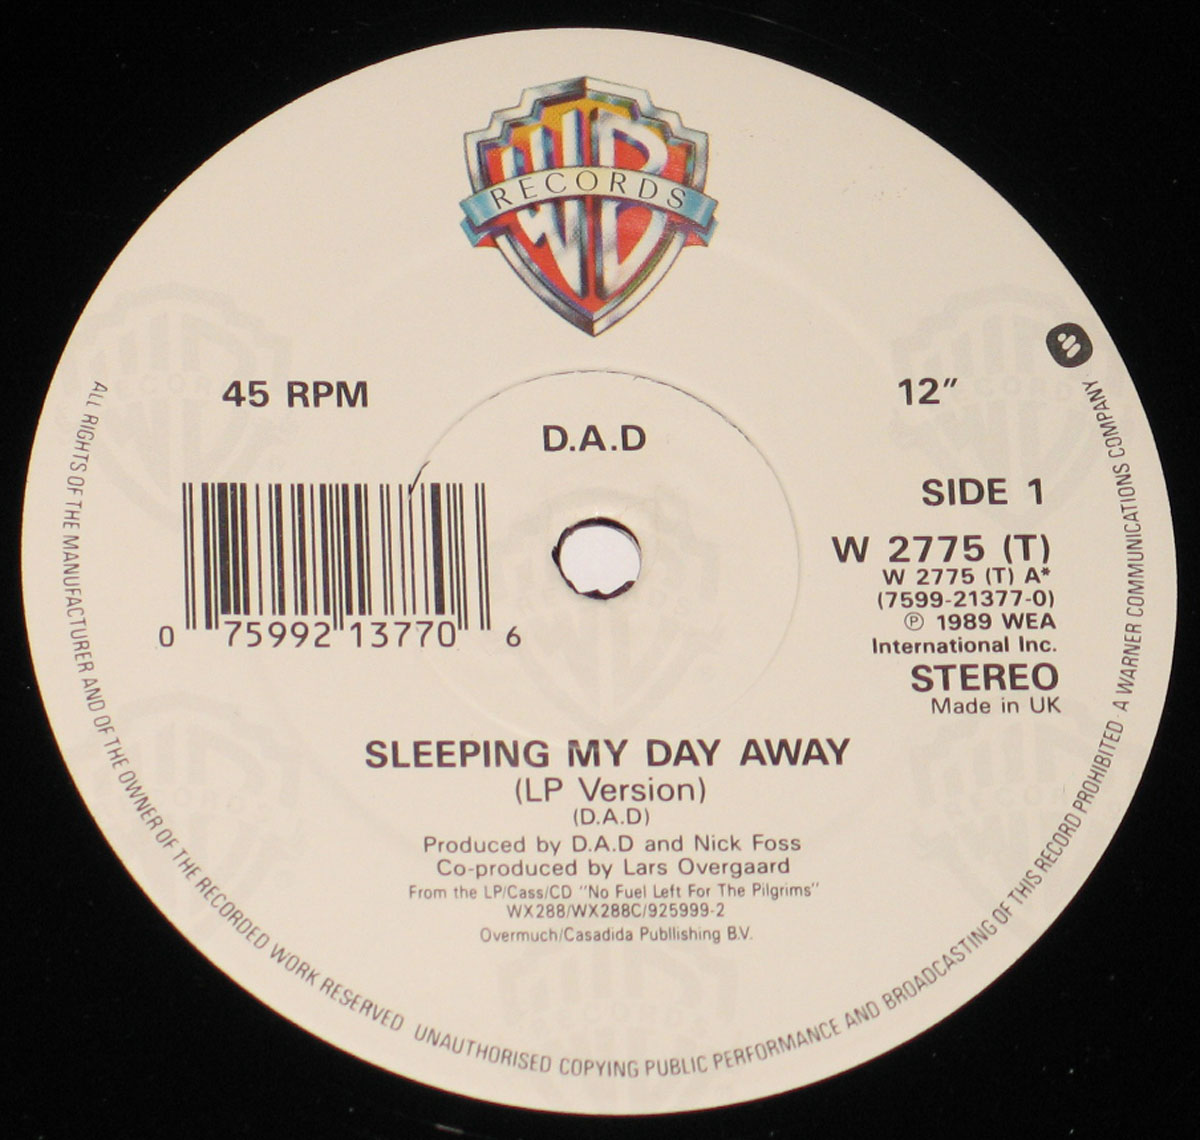 WB
RECORDS
45 RPM
12"
D.A.D
SIDE 1
W 2775 (T)
W 2775 (T) A*
(7599-21377-0)
℗ 1989 WEA
International Inc.
STEREO
Made in UK
0 75992 13770 6
SLEEPING MY DAY AWAY
(LP Version)
(D.A.D)
Produced by D.A.D and Nick Foss
Co-produced by Lars Overgaard
From the LP/Cass/CD "No Fuel Left For The Pilgrims"
WX288/WX288C/925999-2
Overmuch/Casadida Publlishing B.V.
ALL RIGHTS OF THE MANUFACTURER AND OF THE OWNER OF THE RECORDED WORK RESERVED UNAUTHORISED COPYING PUBLIC PERFORMANCE AND BROADCASTING OF THIS RECORD PROHIBITED · A WARNER COMMUNICATIONS COMPANY ·